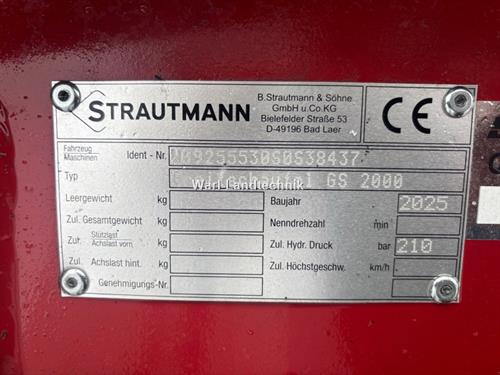 STRAUTMANN
B.Strautmann & Söhne
GmbH u.Co.KG
Bielefelder Straße 53
D-49196 Bad Laer
CE
Fahrzeug
Maschinen
Ident - Nr.
Typ GS 2000
Warl-Landtechnik
Leergewicht kg Baujahr 2025
Zul. Gesamtgewicht kg Nenndrehzahl min
Zul. Stützlast Achslast vorn. kg Zul. Hydr. Druck bar 210
Zul. Achslast hint. kg Zul. Höchstgeschw. km/h
Genehmigungs-Nr.